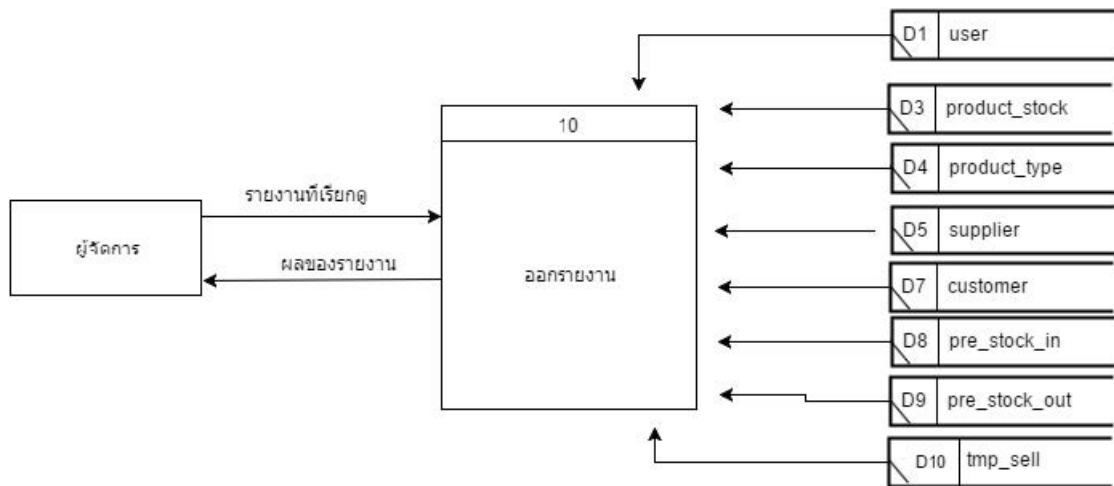 D1 user
D3 product_stock
10
D4 product_type
รายงานที่เรียกดู
ผู้จัดการ
D5 supplier
ผลของรายงาน
ออกรายงาน
D7 customer
D8 pre_stock_in
D9 pre_stock_out
D10 tmp_sell